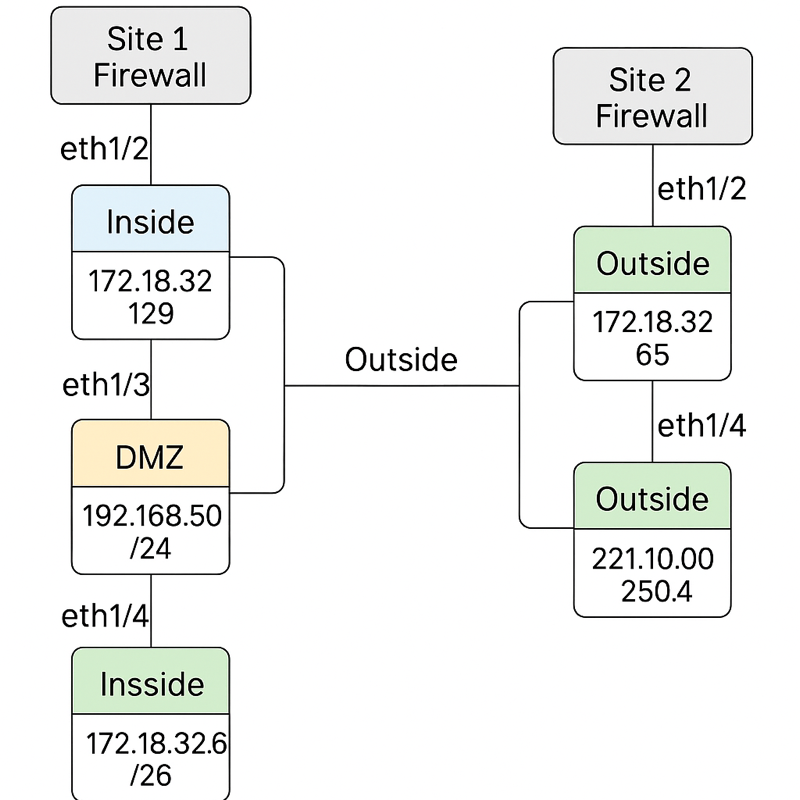 Site 1
Firewall
eth1/2
Inside
172.18.32
129
eth1/3
DMZ
192.168.50
/24
eth1/4
Insside
172.18.32.6
/26
Outside
Site 2
Firewall
eth1/2
Outside
172.18.32
65
eth1/4
Outside
221.10.00
250.4